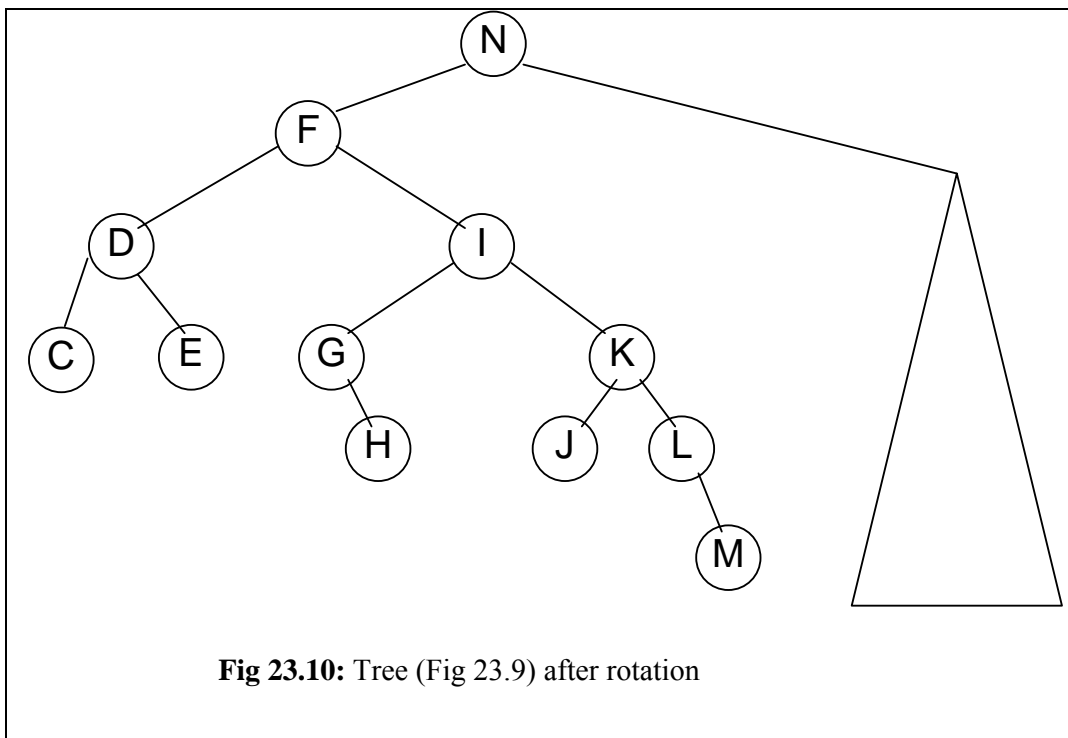 N
F
D I
C E G K
H J L
M
Fig 23.10: Tree (Fig 23.9) after rotation